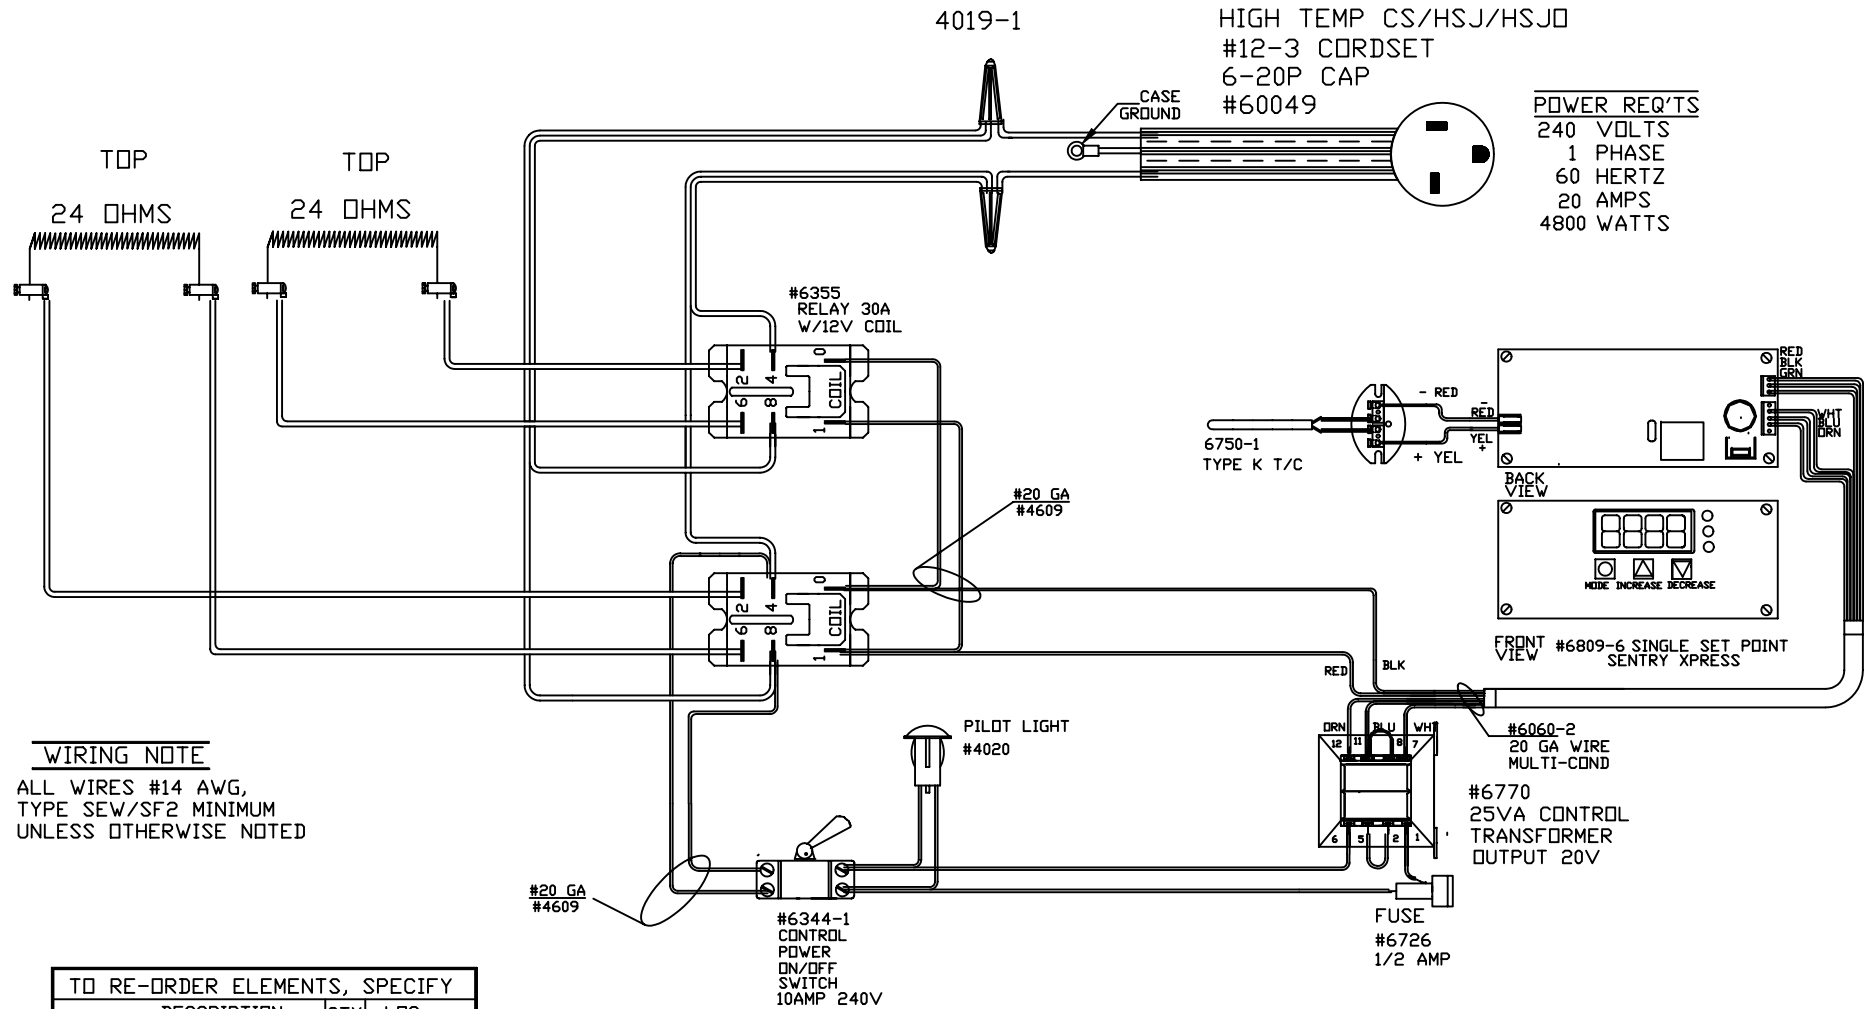 4019-1
HIGH TEMP CS/HSJ/HSJO
#12-3 CORDSET
6-20P CAP
#60049
CASE
GROUND
POWER REQ'TS
240 VOLTS
1 PHASE
60 HERTZ
20 AMPS
4800 WATTS
TOP
24 OHMS
TOP
24 OHMS
#6355
RELAY 30A
W/12V COIL
2 4 0
6 8 1
COIL
RED
BLK
GRN
WHT
BLU
ORN
- RED
-
RED
YEL
+
+ YEL
6750-1
TYPE K T/C
BACK
VIEW
#20 GA
#4609
MODE INCREASE DECREASE
2 4 0
6 8 1
COIL
FRONT
VIEW
#6809-6 SINGLE SET POINT
SENTRY XPRESS
RED
BLK
ORN BLU WHT
12 11 8 7
6 5 2 1
#6060-2
20 GA WIRE
MULTI-COND
PILOT LIGHT
#4020
#6770
25VA CONTROL
TRANSFORMER
OUTPUT 20V
WIRING NOTE
ALL WIRES #14 AWG,
TYPE SEW/SF2 MINIMUM
UNLESS OTHERWISE NOTED
#20 GA
#4609
#6344-1
CONTROL
POWER
ON/OFF
SWITCH
10AMP 240V
FUSE
#6726
1/2 AMP
TO RE-ORDER ELEMENTS, SPECIFY